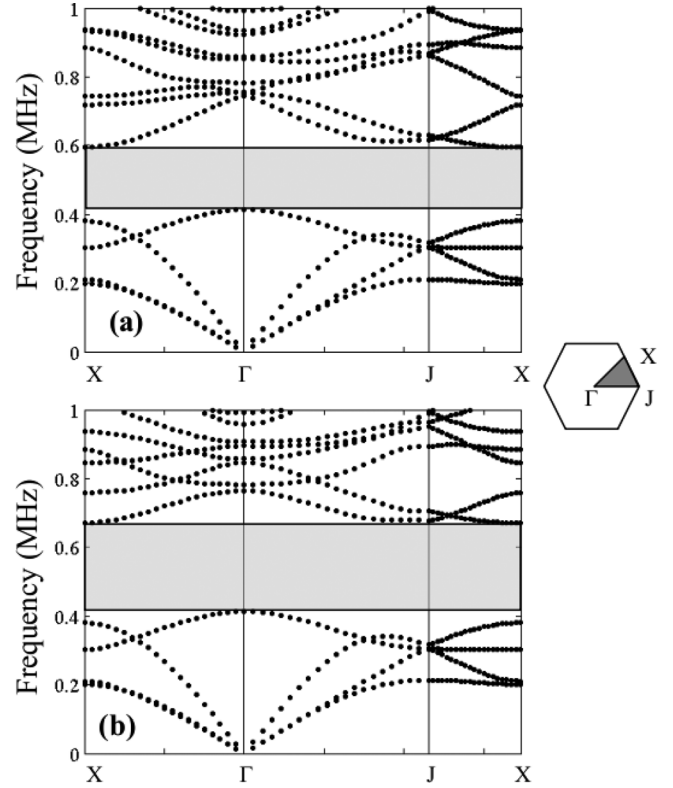 1
0.8
0.6
0.4
0.2
0
Frequency (MHz)
(a)
X Γ J X
X
Γ J
1
0.8
0.6
0.4
0.2
0
Frequency (MHz)
(b)
X Γ J X